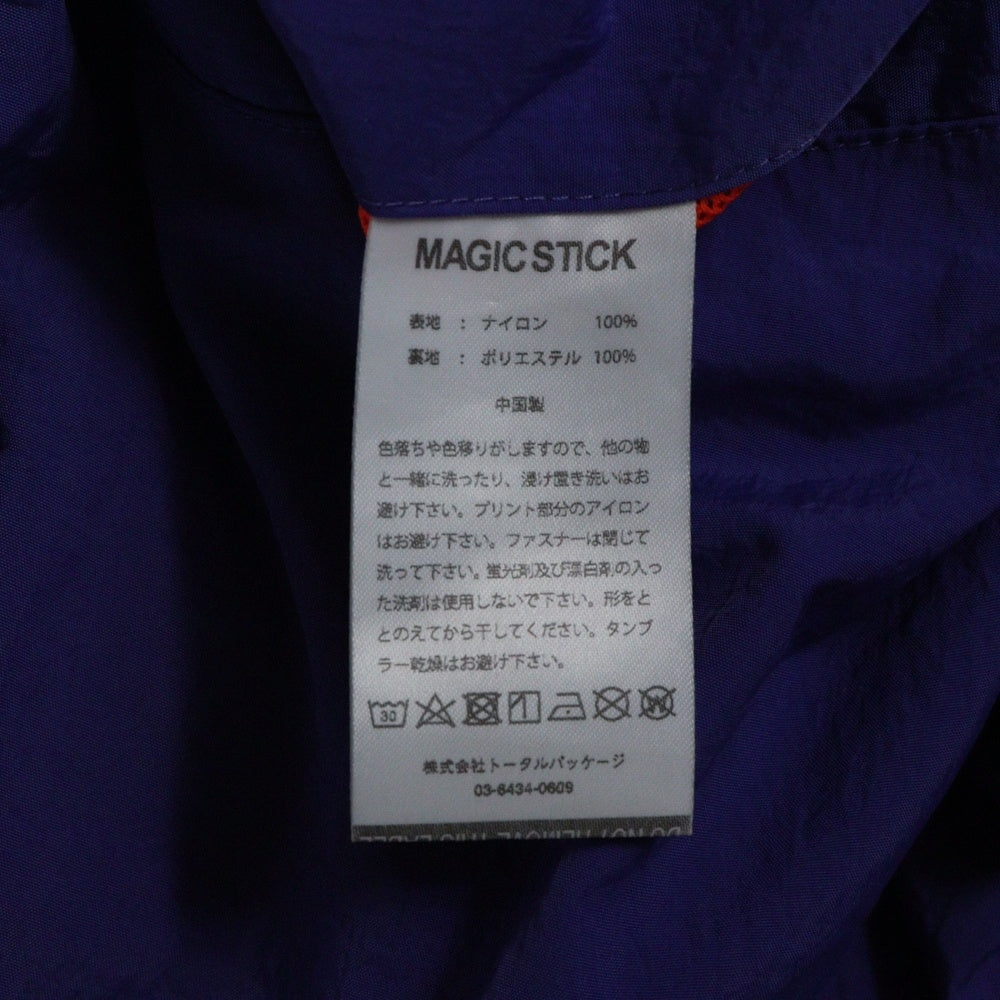 MAGIC STICK
表地 : ナイロン 100%
裏地 : ポリエステル 100%
中国製
色落ちや色移りがしますので、他の物
と一緒に洗ったり、浸け置き洗いはお
避け下さい。プリント部分のアイロン
はお避け下さい。ファスナーは閉じて
洗って下さい。蛍光剤及び漂白剤の入っ
た洗剤は使用しないで下さい。形をと
とのえてから干してください。タンブ
ラー乾燥はお避け下さい。
30 W
株式会社トータルパッケージ
03-6434-0609
DO NOT REMOVE THIS LABEL